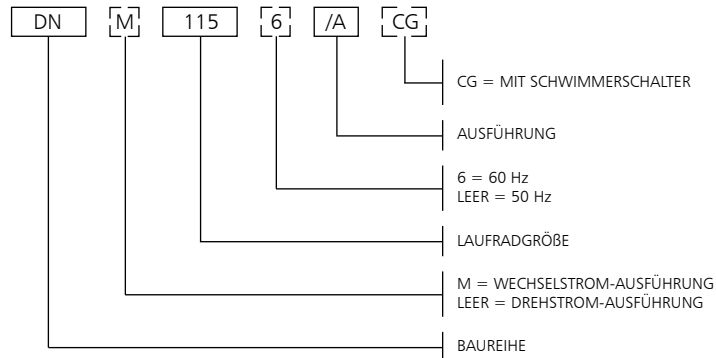 DN M 115 6 /A CG
CG = MIT SCHWIMMERSCHALTER
AUSFÜHRUNG
6 = 60 Hz
LEER = 50 Hz
LAUFRADGRÖßE
M = WECHSELSTROM-AUSFÜHRUNG
LEER = DREHSTROM-AUSFÜHRUNG
BAUREIHE